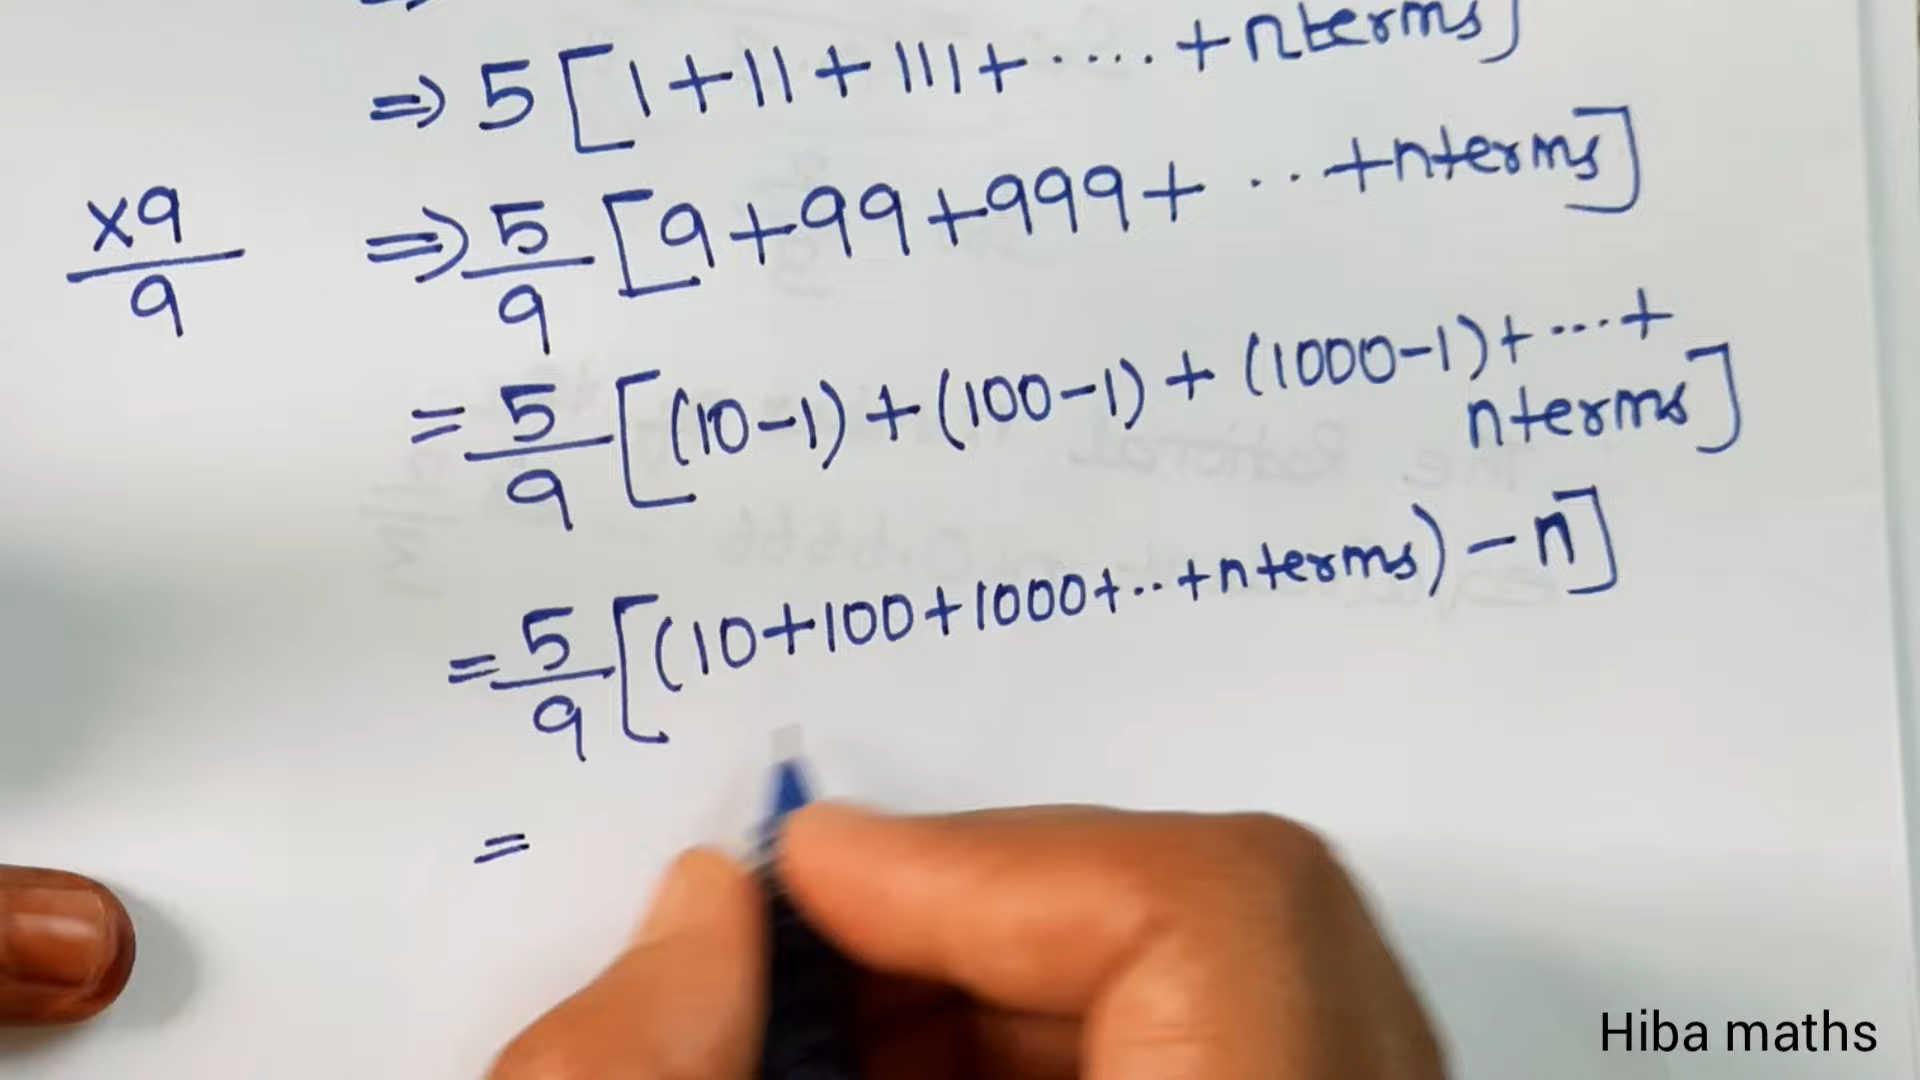 ⇒ 5 [1 + 11 + 111 + ..... + n terms]
×9/9 ⇒ 5/9 [9 + 99 + 999 + ... + n terms]
= 5/9 [(10-1) + (100-1) + (1000-1) + .... +
n terms]
= 5/9 [(10 + 100 + 1000 + .. + n terms) - n]
=
Hiba maths